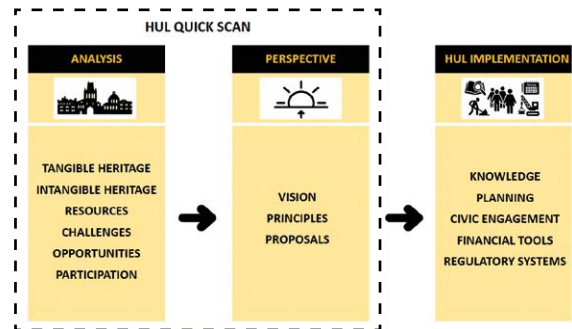 HUL QUICK SCAN
ANALYSIS
TANGIBLE HERITAGE
INTANGIBLE HERITAGE
RESOURCES
CHALLENGES
OPPORTUNITIES
PARTICIPATION
PERSPECTIVE
VISION
PRINCIPLES
PROPOSALS
HUL IMPLEMENTATION
KNOWLEDGE
PLANNING
CIVIC ENGAGEMENT
FINANCIAL TOOLS
REGULATORY SYSTEMS